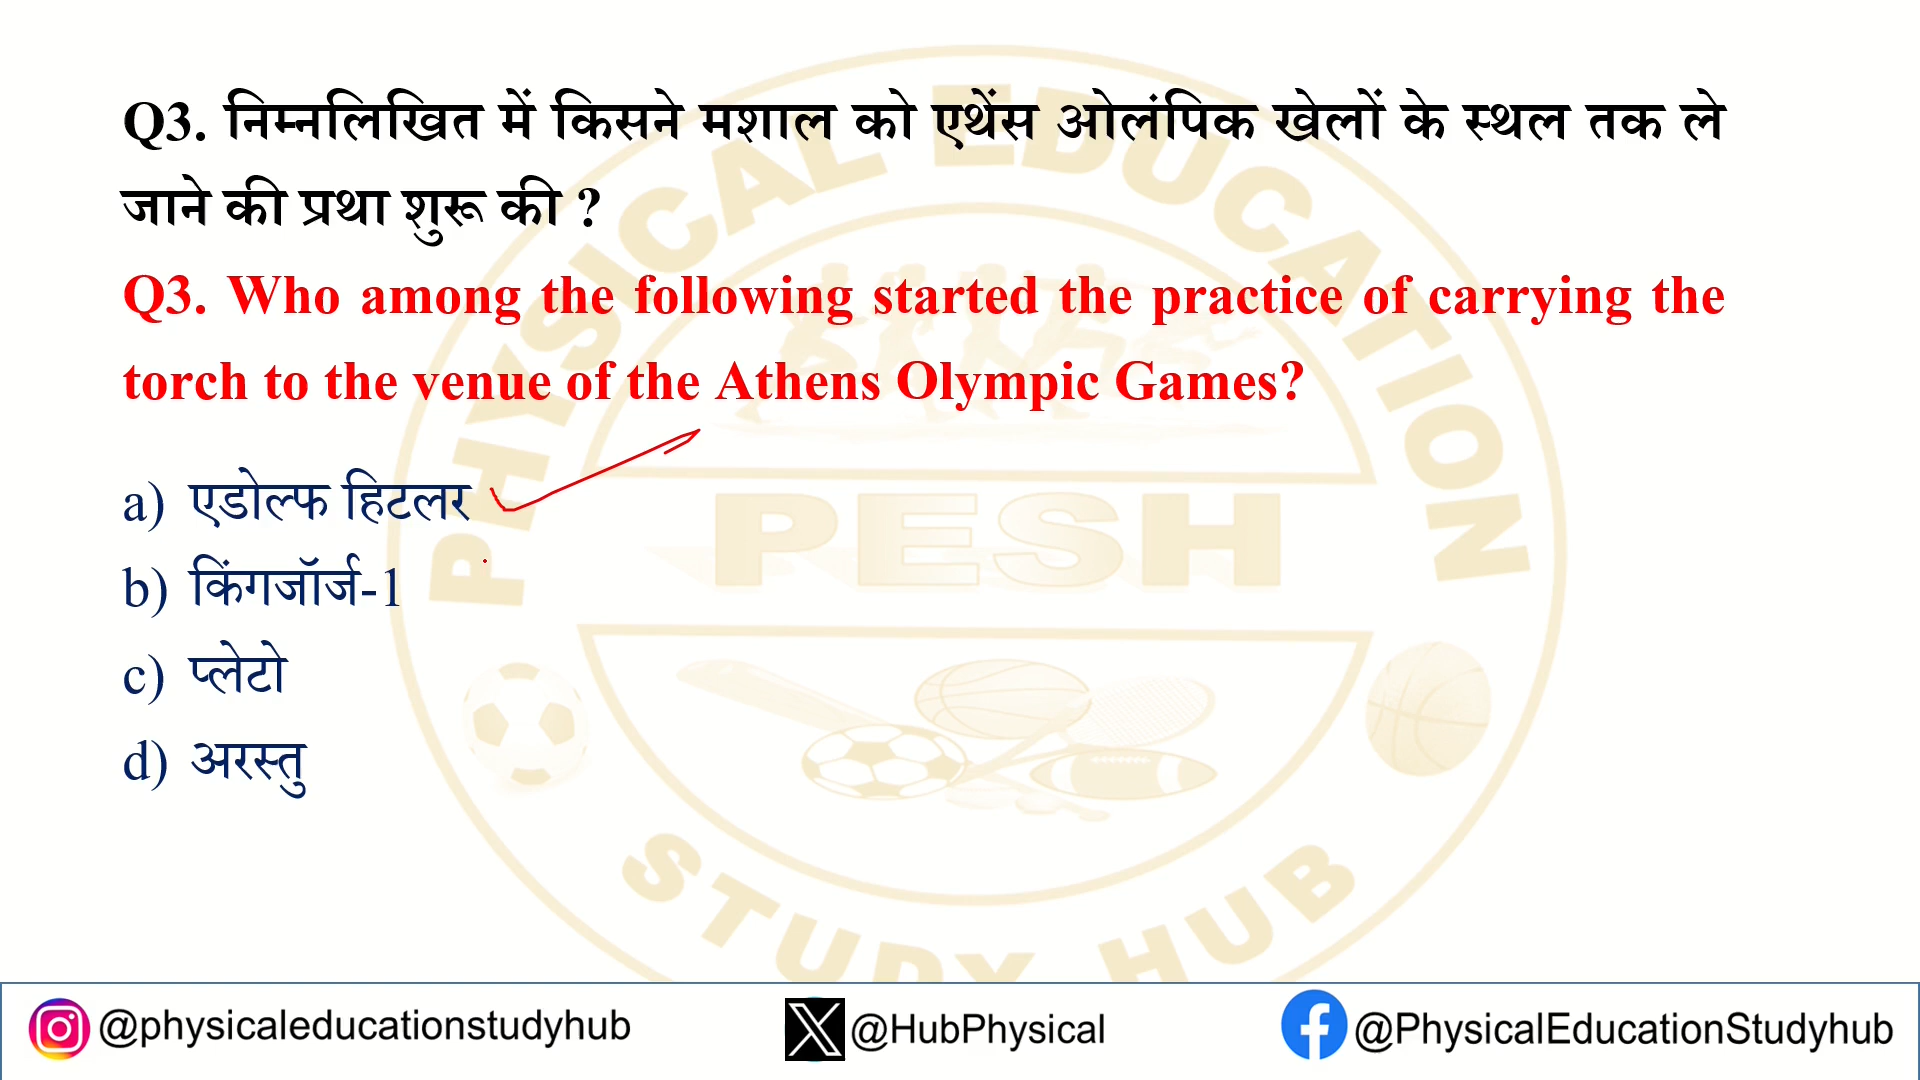 Q3. निम्नलिखित में किसने मशाल को एथेंस ओलंपिक खेलों के स्थल तक ले
जाने की प्रथा शुरू की ?
Q3. Who among the following started the practice of carrying the
torch to the venue of the Athens Olympic Games?
a) एडोल्फ हिटलर
b) किंगजॉर्ज-1
c) प्लेटो
d) अरस्तु
PHYSICAL EDUCATION
PESH
STUDY HUB
@physicaleducationstudyhub
@HubPhysical
@PhysicalEducationStudyhub